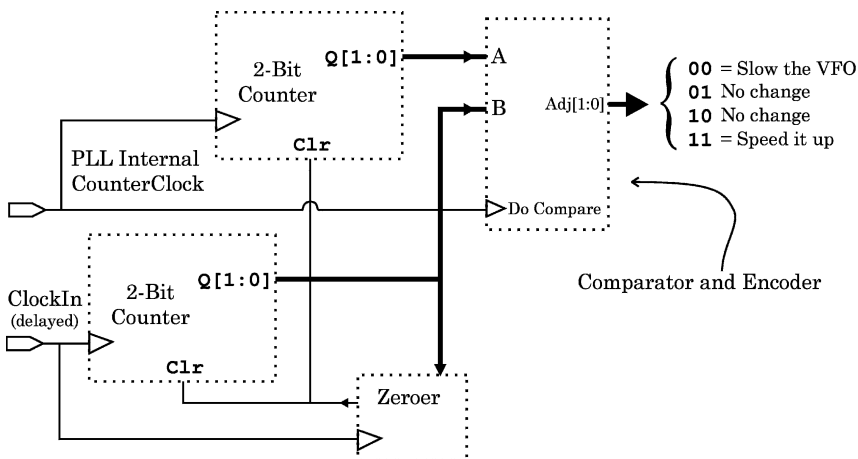 2-Bit
Counter
Q[1:0]
Clr
A
B
Adj[1:0]
Do Compare
00 = Slow the VFO
01 No change
10 No change
11 = Speed it up
PLL Internal
CounterClock
Comparator and Encoder
2-Bit
Counter
Q[1:0]
Clr
ClockIn
(delayed)
Zeroer